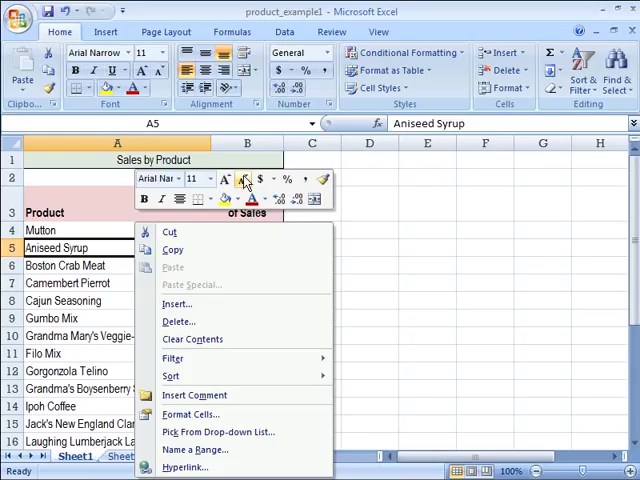 product_example1 - Microsoft Excel
Home Insert Page Layout Formulas Data Review View
Paste
Clipboa...
Arial Narrow 11
B I U A A
Font
Alignment
General
$ % ,
Number
Conditional Formatting
Format as Table
Cell Styles
Styles
Insert
Delete
Format
Cells
Σ
Sort & Filter
Find & Select
Editing
A5 fx Aniseed Syrup
A B C D E F G H
1 Sales by Product
2
3 Product of Sales
4 Mutton
5 Aniseed Syrup
6 Boston Crab Meat
7 Camembert Pierrot
8 Cajun Seasoning
9 Gumbo Mix
10 Grandma Mary's Veggie-
11 Filo Mix
12 Gorgonzola Telino
13 Grandma's Boysenberry S
14 Ipoh Coffee
15 Jack's New England Clar
16 Laughing Lumberjack L
Arial Nar 11 A A $ % ,
B I A
Cut
Copy
Paste
Paste Special...
Insert...
Delete...
Clear Contents
Filter
Sort
Insert Comment
Format Cells...
Pick From Drop-down List...
Name a Range...
Hyperlink...
Sheet1 Sheet
Ready 100%